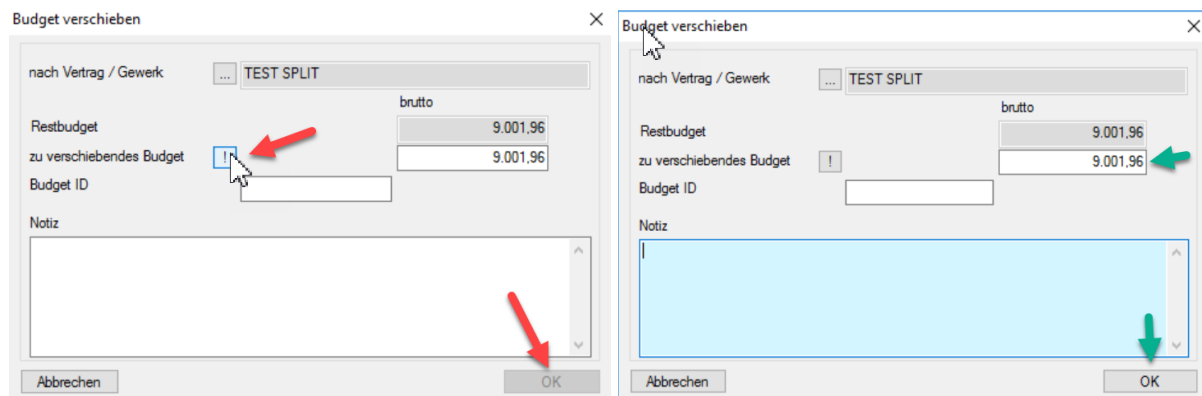 Budget verschieben
nach Vertrag / Gewerk ... TEST SPLIT
brutto
Restbudget 9.001,96
zu verschiebendes Budget ! 9.001,96
Budget ID
Notiz
Abbrechen OK
Budget verschieben
nach Vertrag / Gewerk ... TEST SPLIT
brutto
Restbudget 9.001,96
zu verschiebendes Budget ! 9.001,96
Budget ID
Notiz
Abbrechen OK